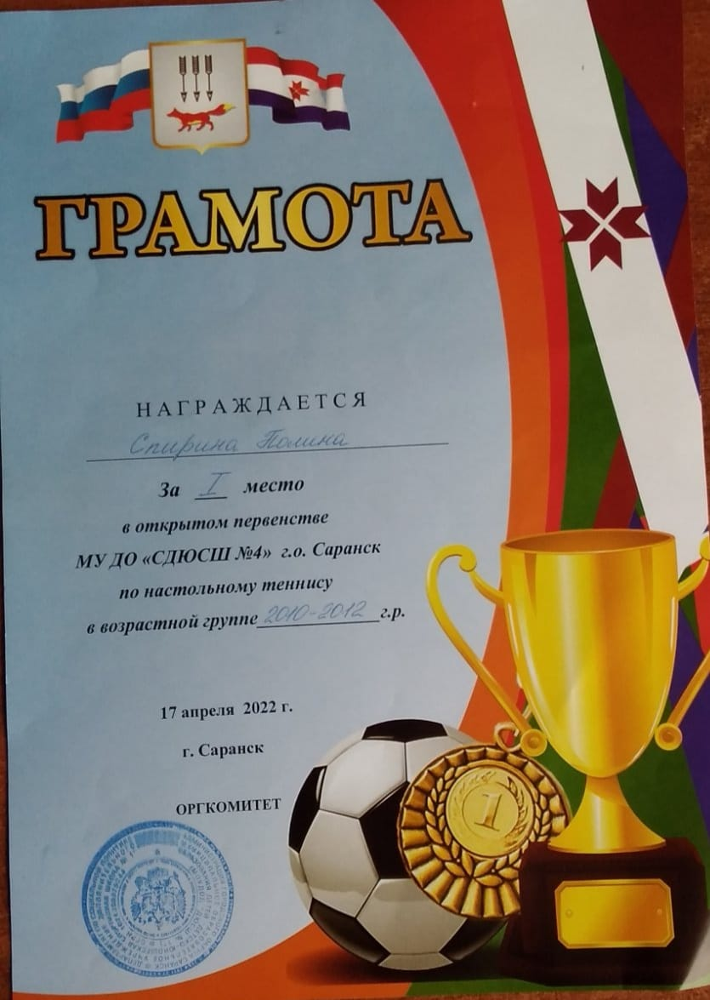 ГРАМОТА
НАГРАЖДАЕТСЯ
Спирина Полина
За I место
в открытом первенстве
МУ ДО «СДЮСШ №4» г.о. Саранск
по настольному теннису
в возрастной группе 2010-2012 г.р.
17 апреля 2022 г.
г. Саранск
ОРГКОМИТЕТ
1